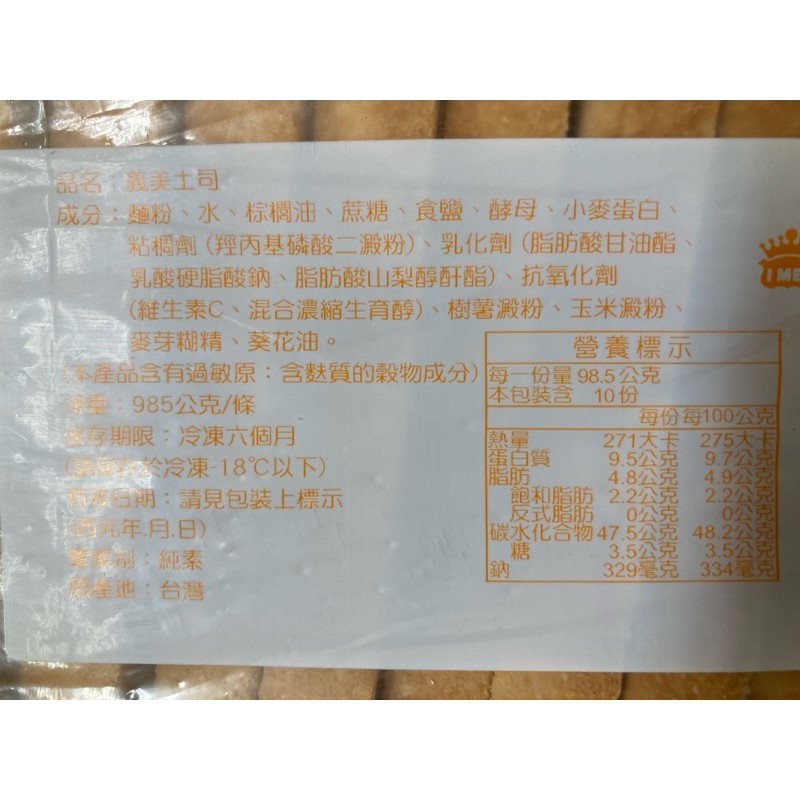 品名：義美土司
成分：麵粉、水、棕櫚油、蔗糖、食鹽、酵母、小麥蛋白、
粘稠劑（羥丙基磷酸二澱粉）、乳化劑（脂肪酸甘油酯、
乳酸硬脂酸鈉、脂肪酸山梨醇酐酯）、抗氧化劑
（維生素C、混合濃縮生育醇）、樹薯澱粉、玉米澱粉、
麥芽糊精、葵花油。
（本產品含有過敏原：含麩質的穀物成分）
量：985公克/條
保存期限：冷凍六個月
冷凍-18℃以下）
有效日期：請見包裝上標示
（西元年.月.日）
：純素
原產地：台灣
IME
營養標示
每一份量 98.5公克
本包裝含 10份
每份 每100公克
熱量 271大卡 275大卡
蛋白質 9.5公克 9.7公克
脂肪 4.8公克 4.9公克
飽和脂肪 2.2公克 2.2公克
反式脂肪 0公克 0公克
碳水化合物 47.5公克 48.2公克
糖 3.5公克 3.5公克
鈉 329毫克 334毫克